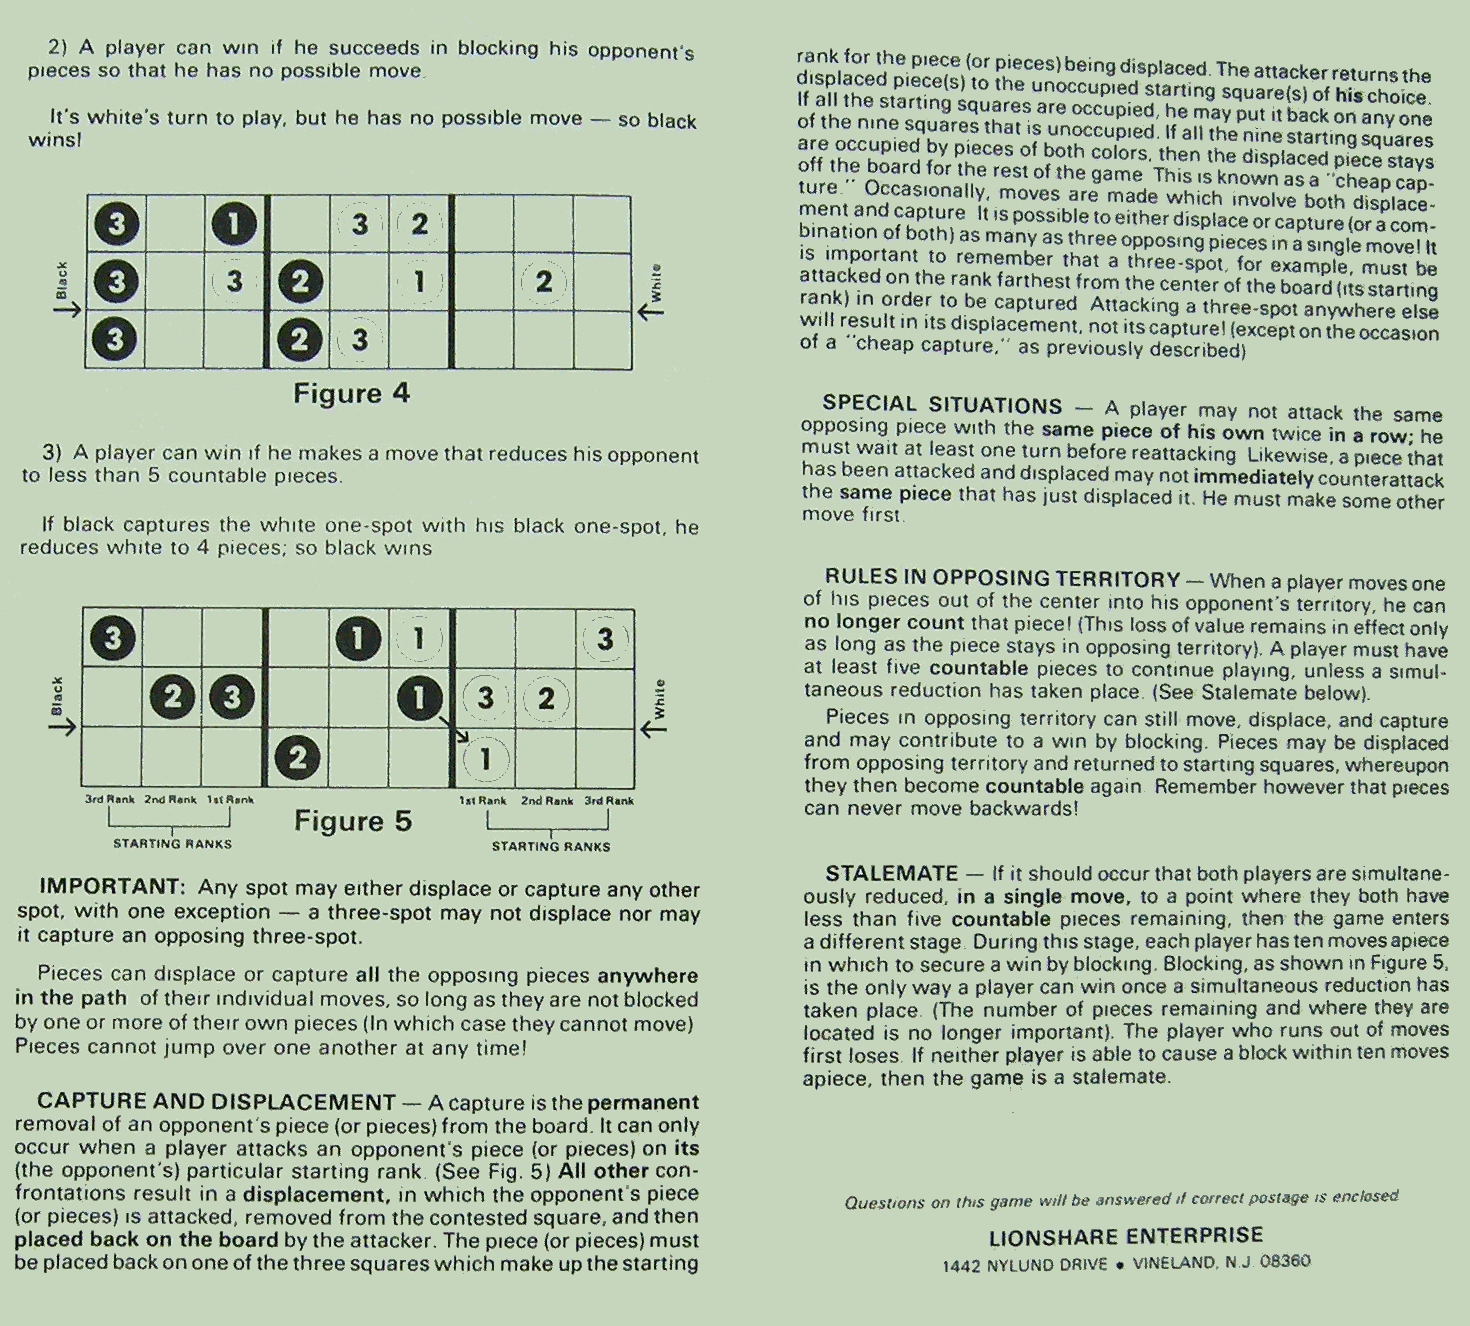 2) A player can win if he succeeds in blocking his opponent's
pieces so that he has no possible move.
It's white's turn to play, but he has no possible move — so black
wins!
3 1 3 2
Black 3 3 2 1 2 White
3 2 3
Figure 4
3) A player can win if he makes a move that reduces his opponent
to less than 5 countable pieces.
If black captures the white one-spot with his black one-spot, he
reduces white to 4 pieces; so black wins
3 1 1 3
Black 2 3 1 3 2 White
2 1
3rd Rank 2nd Rank 1st Rank 1st Rank 2nd Rank 3rd Rank
Figure 5
STARTING RANKS STARTING RANKS
IMPORTANT: Any spot may either displace or capture any other
spot, with one exception — a three-spot may not displace nor may
it capture an opposing three-spot.
Pieces can displace or capture all the opposing pieces anywhere
in the path of their individual moves, so long as they are not blocked
by one or more of their own pieces (In which case they cannot move)
Pieces cannot jump over one another at any time!
CAPTURE AND DISPLACEMENT — A capture is the permanent
removal of an opponent's piece (or pieces) from the board. It can only
occur when a player attacks an opponent's piece (or pieces) on its
(the opponent's) particular starting rank. (See Fig. 5) All other con-
frontations result in a displacement, in which the opponent's piece
(or pieces) is attacked, removed from the contested square, and then
placed back on the board by the attacker. The piece (or pieces) must
be placed back on one of the three squares which make up the starting
rank for the piece (or pieces) being displaced. The attacker returns the
displaced piece(s) to the unoccupied starting square(s) of his choice.
If all the starting squares are occupied, he may put it back on any one
of the nine squares that is unoccupied. If all the nine starting squares
are occupied by pieces of both colors, then the displaced piece stays
off the board for the rest of the game This is known as a "cheap cap-
ture." Occasionally, moves are made which involve both displace-
ment and capture It is possible to either displace or capture (or a com-
bination of both) as many as three opposing pieces in a single move! It
is important to remember that a three-spot, for example, must be
attacked on the rank farthest from the center of the board (its starting
rank) in order to be captured Attacking a three-spot anywhere else
will result in its displacement, not its capture! (except on the occasion
of a "cheap capture," as previously described)
SPECIAL SITUATIONS — A player may not attack the same
opposing piece with the same piece of his own twice in a row; he
must wait at least one turn before reattacking Likewise, a piece that
has been attacked and displaced may not immediately counterattack
the same piece that has just displaced it. He must make some other
move first.
RULES IN OPPOSING TERRITORY — When a player moves one
of his pieces out of the center into his opponent's territory, he can
no longer count that piece! (This loss of value remains in effect only
as long as the piece stays in opposing territory). A player must have
at least five countable pieces to continue playing, unless a simul-
taneous reduction has taken place. (See Stalemate below).
Pieces in opposing territory can still move, displace, and capture
and may contribute to a win by blocking. Pieces may be displaced
from opposing territory and returned to starting squares, whereupon
they then become countable again Remember however that pieces
can never move backwards!
STALEMATE — If it should occur that both players are simultane-
ously reduced, in a single move, to a point where they both have
less than five countable pieces remaining, then the game enters
a different stage. During this stage, each player has ten moves apiece
in which to secure a win by blocking. Blocking, as shown in Figure 5,
is the only way a player can win once a simultaneous reduction has
taken place. (The number of pieces remaining and where they are
located is no longer important). The player who runs out of moves
first loses. If neither player is able to cause a block within ten moves
apiece, then the game is a stalemate.
Questions on this game will be answered if correct postage is enclosed
LIONSHARE ENTERPRISE
1442 NYLUND DRIVE • VINELAND, N.J. 08360